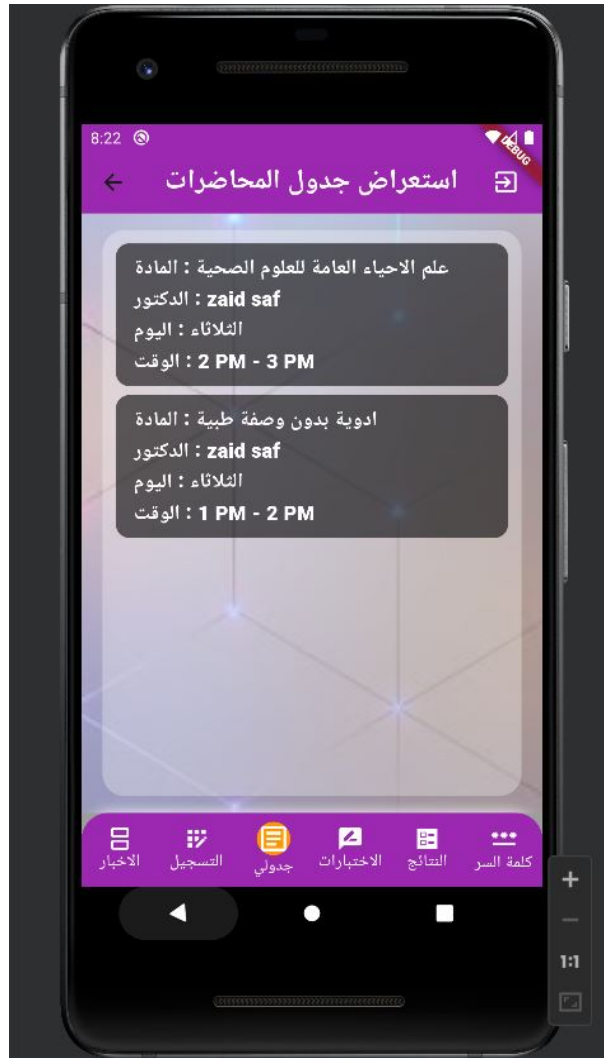 8:22
DEBUG
استعراض جدول المحاضرات
علم الاحياء العامة للعلوم الصحية : المادة
zaid saf : الدكتور
الثلاثاء : اليوم
2 PM - 3 PM : الوقت
ادوية بدون وصفة طبية : المادة
zaid saf : الدكتور
الثلاثاء : اليوم
1 PM - 2 PM : الوقت
كلمة السر
النتائج
الاختبارات
جدولي
التسجيل
الاخبار
1:1